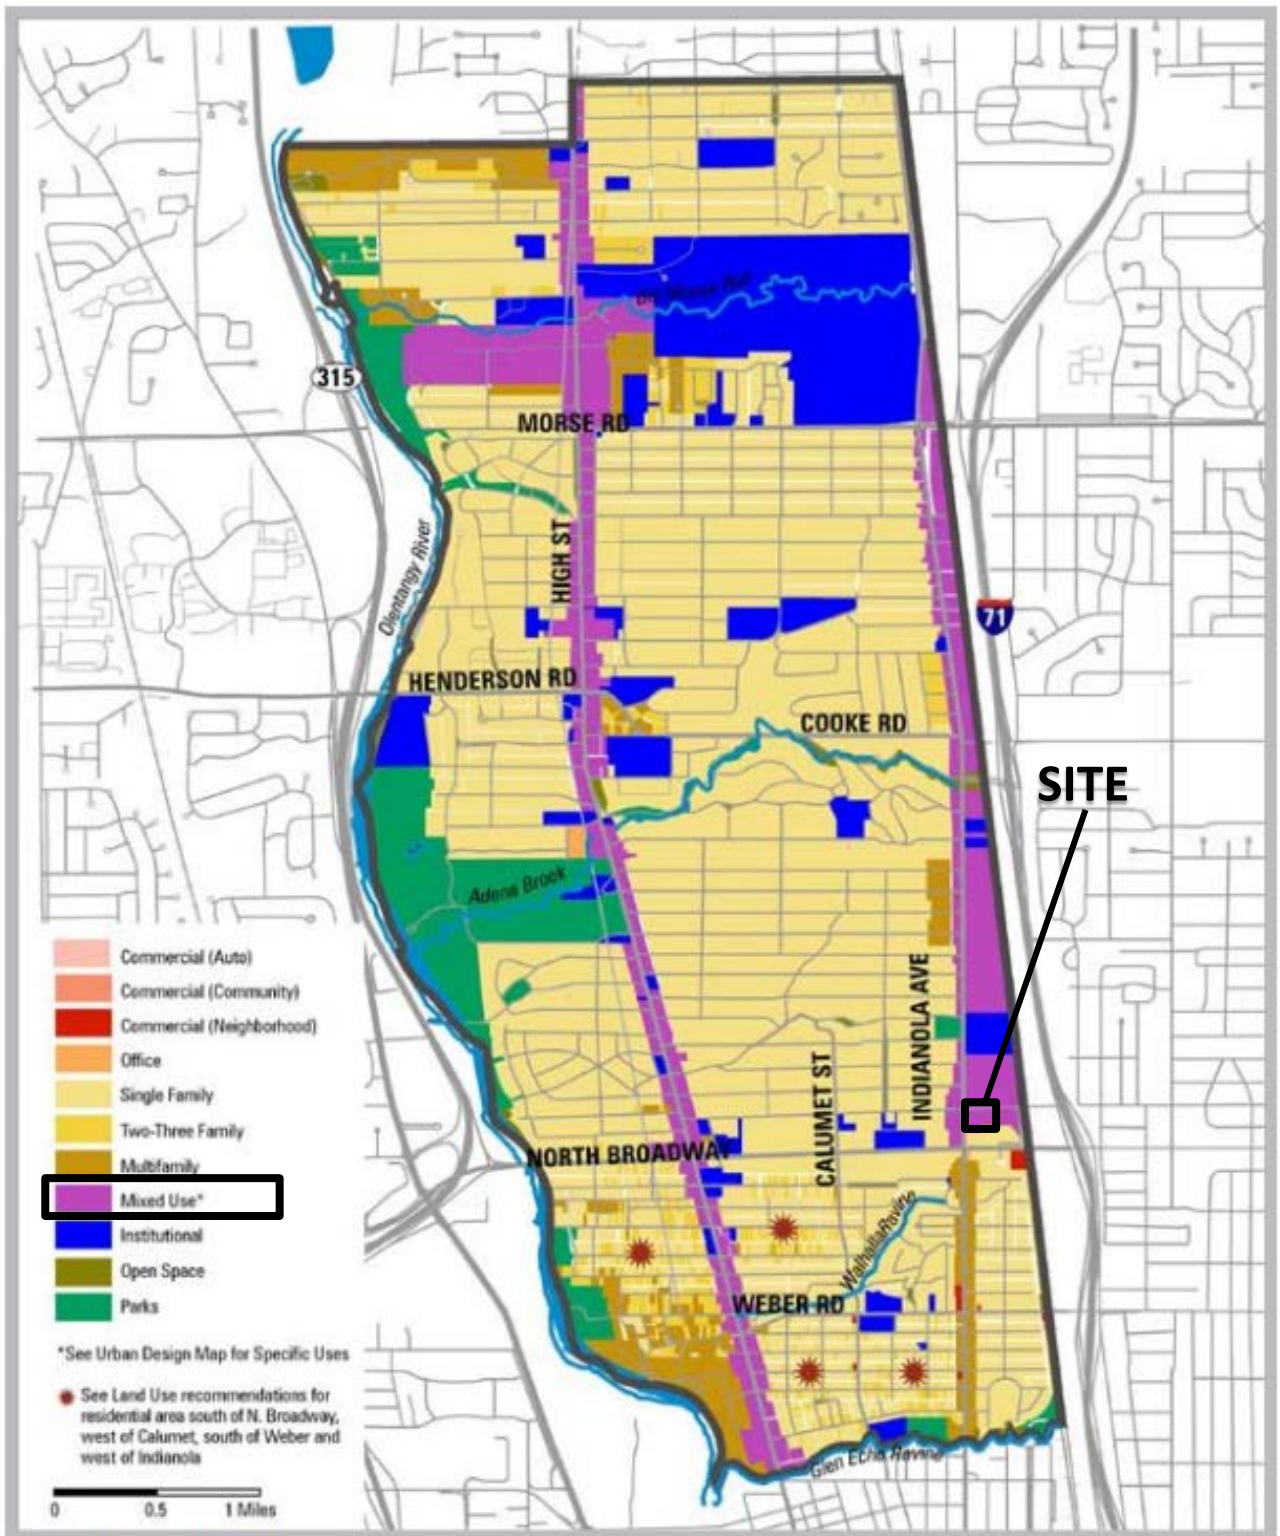 315
MORSE RD
HIGH ST
Olentangy River
71
HENDERSON RD
COOKE RD
SITE
Adena Brook
INDIANOLA AVE
CALUMET ST
NORTH BROADWAY
Walhalla Ravine
WEBER RD
Glen Echo Ravine
Commercial (Auto)
Commercial (Community)
Commercial (Neighborhood)
Office
Single Family
Two-Three Family
Multifamily
Mixed Use*
Institutional
Open Space
Parks
*See Urban Design Map for Specific Uses
See Land Use recommendations for
residential area south of N. Broadway,
west of Calumet, south of Weber and
west of Indianola
0 0.5 1 Miles